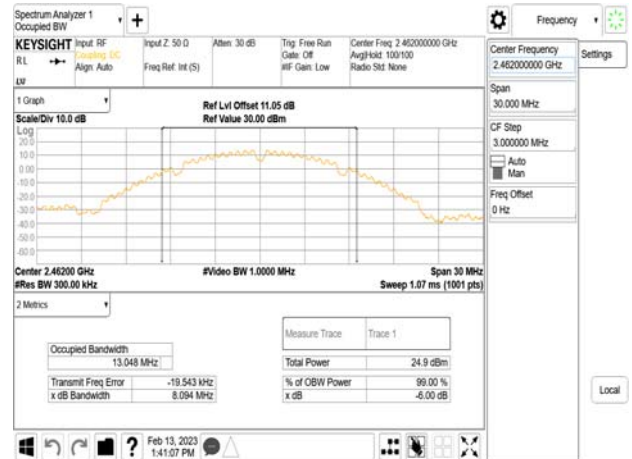 Spectrum Analyzer 1
Occupied BW
Frequency
KEYSIGHT
Input: RF
Coupling: DC
Align: Auto
Input Z: 50 Ω
Freq Ref: Int (S)
Atten: 30 dB
Trig: Free Run
Gate: Off
#IF Gain: Low
Center Freq: 2.462000000 GHz
Avg|Hold: 100/100
Radio Std: None
RL
LU
Center Frequency
2.462000000 GHz
Settings
Span
30.000 MHz
CF Step
3.000000 MHz
Auto
Man
Freq Offset
0 Hz
Local
1 Graph
Scale/Div 10.0 dB
Ref Lvl Offset 11.05 dB
Ref Value 30.00 dBm
Log
20.0
10.0
0.00
-10.0
-20.0
-30.0
-40.0
-50.0
-60.0
Center 2.46200 GHz
#Res BW 300.00 kHz
#Video BW 1.0000 MHz
Span 30 MHz
Sweep 1.07 ms (1001 pts)
2 Metrics
Measure Trace
Trace 1
Occupied Bandwidth
13.048 MHz
Total Power
24.9 dBm
Transmit Freq Error
-19.543 kHz
% of OBW Power
99.00 %
x dB Bandwidth
8.094 MHz
x dB
-6.00 dB
?
Feb 13, 2023
1:41:07 PM